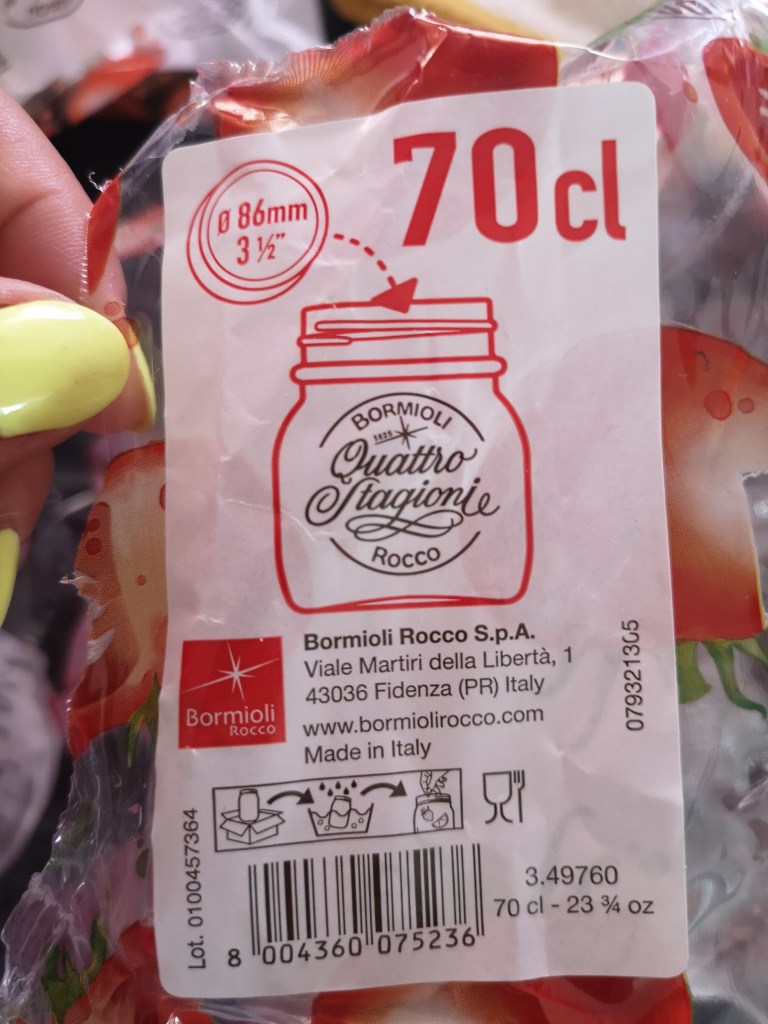 70cl
Ø 86mm
3 ½"
BORMIOLI
1825
Quattro
Stagioni
ROCCO
Bormioli Rocco S.p.A.
Viale Martiri della Libertà, 1
43036 Fidenza (PR) Italy
www.bormiolirocco.com
Made in Italy
Bormioli
Rocco
079321305
Lot. 0100457364
3.49760
70 cl - 23 ¾ oz
8 004360 075236